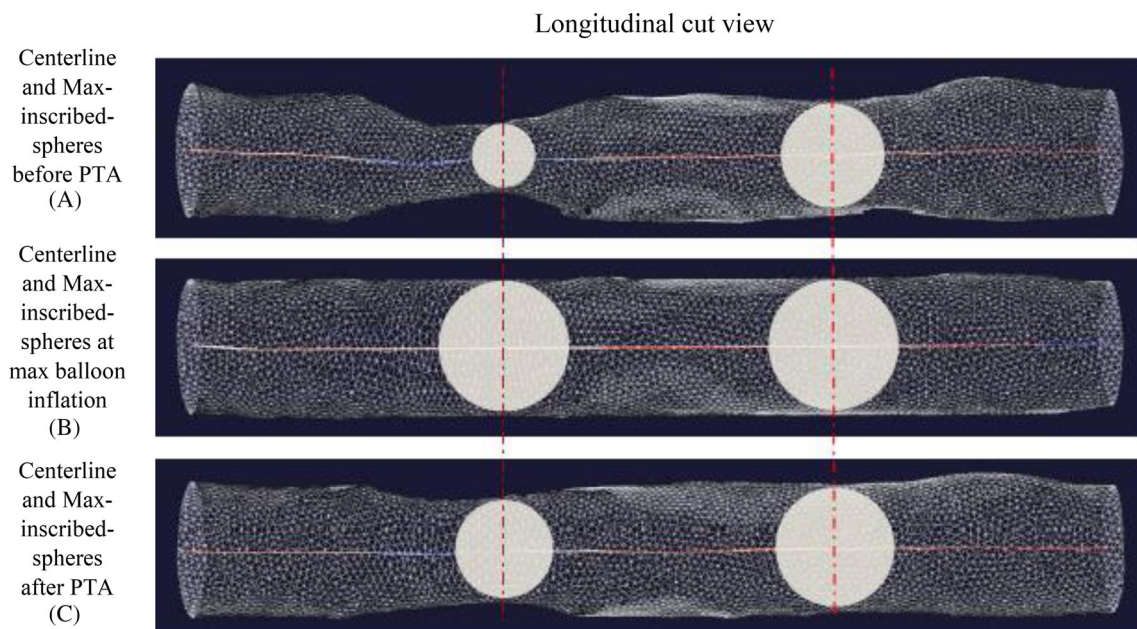 Longitudinal cut view
Centerline
and Max-
inscribed-
spheres
before PTA
(A)
Centerline
and Max-
inscribed-
spheres at
max balloon
inflation
(B)
Centerline
and Max-
inscribed-
spheres
after PTA
(C)